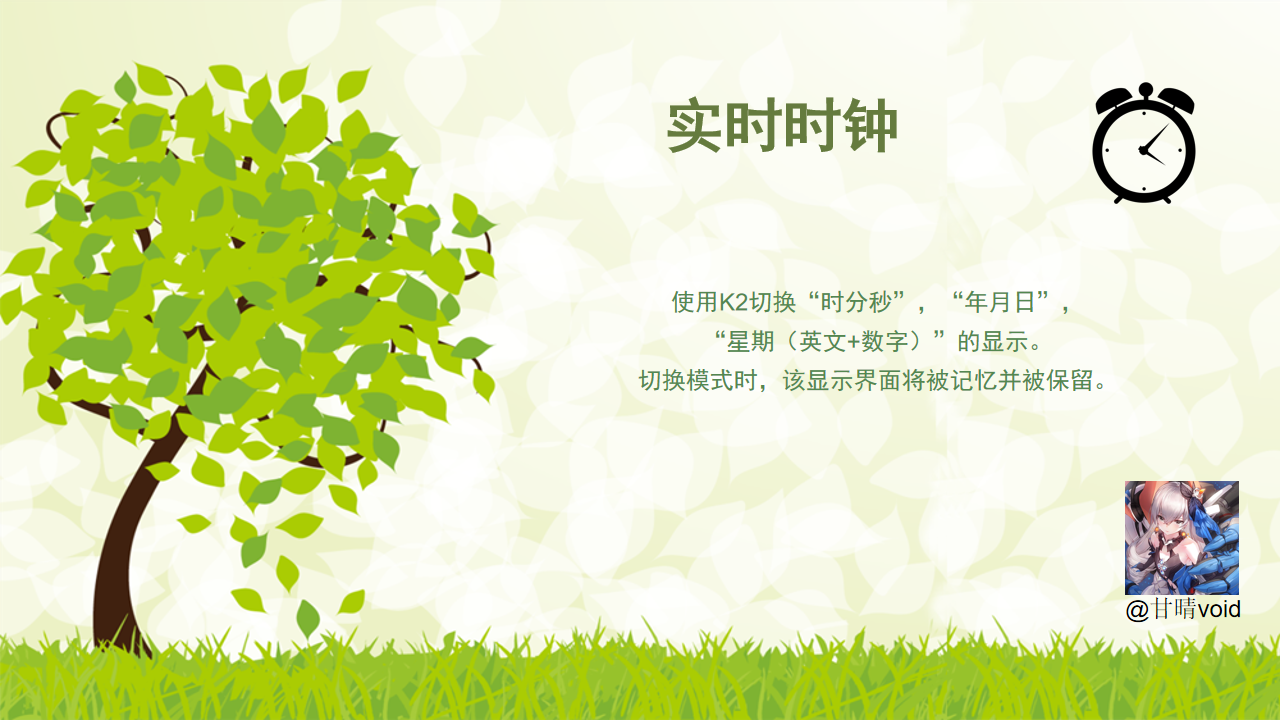 实时时钟
使用K2切换“时分秒”，“年月日”，
“星期（英文+数字）”的显示。
切换模式时，该显示界面将被记忆并被保留。
@甘晴void